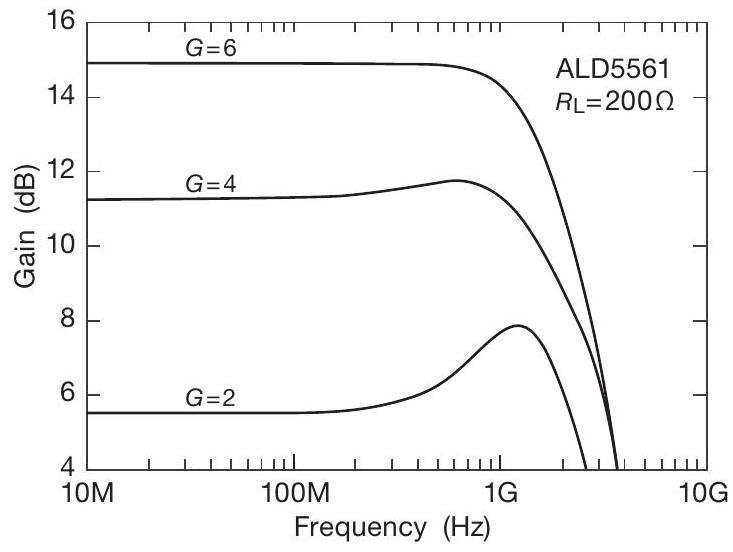 16
14
12
10
8
6
4
Gain (dB)
G=6
G=4
G=2
ALD5561
RL=200Ω
10M
100M
1G
10G
Frequency (Hz)